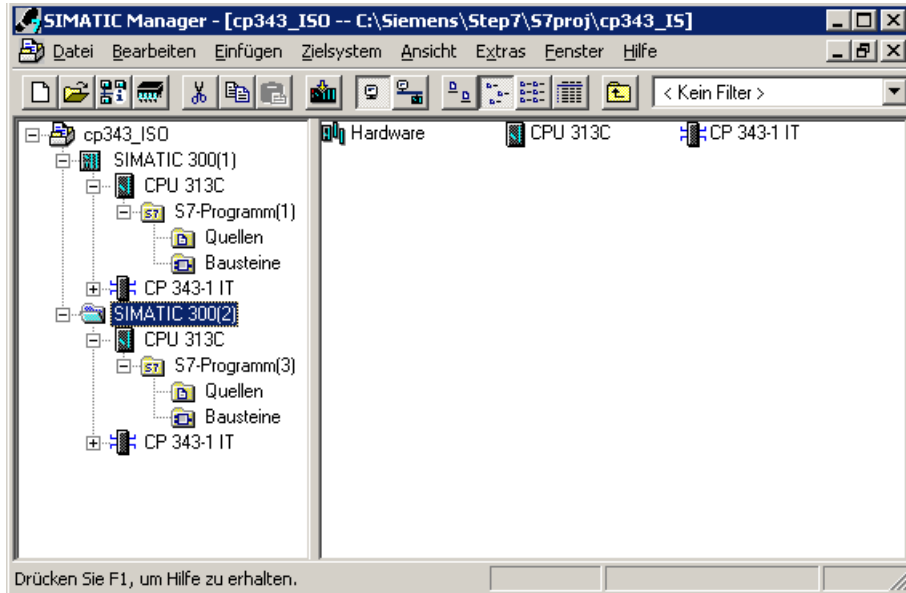 SIMATIC Manager - [cp343_ISO -- C:\Siemens\Step7\S7proj\cp343_IS]
Datei Bearbeiten Einfügen Zielsystem Ansicht Extras Fenster Hilfe
< Kein Filter >
cp343_ISO
SIMATIC 300(1)
CPU 313C
S7-Programm(1)
Quellen
Bausteine
CP 343-1 IT
SIMATIC 300(2)
CPU 313C
S7-Programm(3)
Quellen
Bausteine
CP 343-1 IT
Hardware CPU 313C CP 343-1 IT
Drücken Sie F1, um Hilfe zu erhalten.